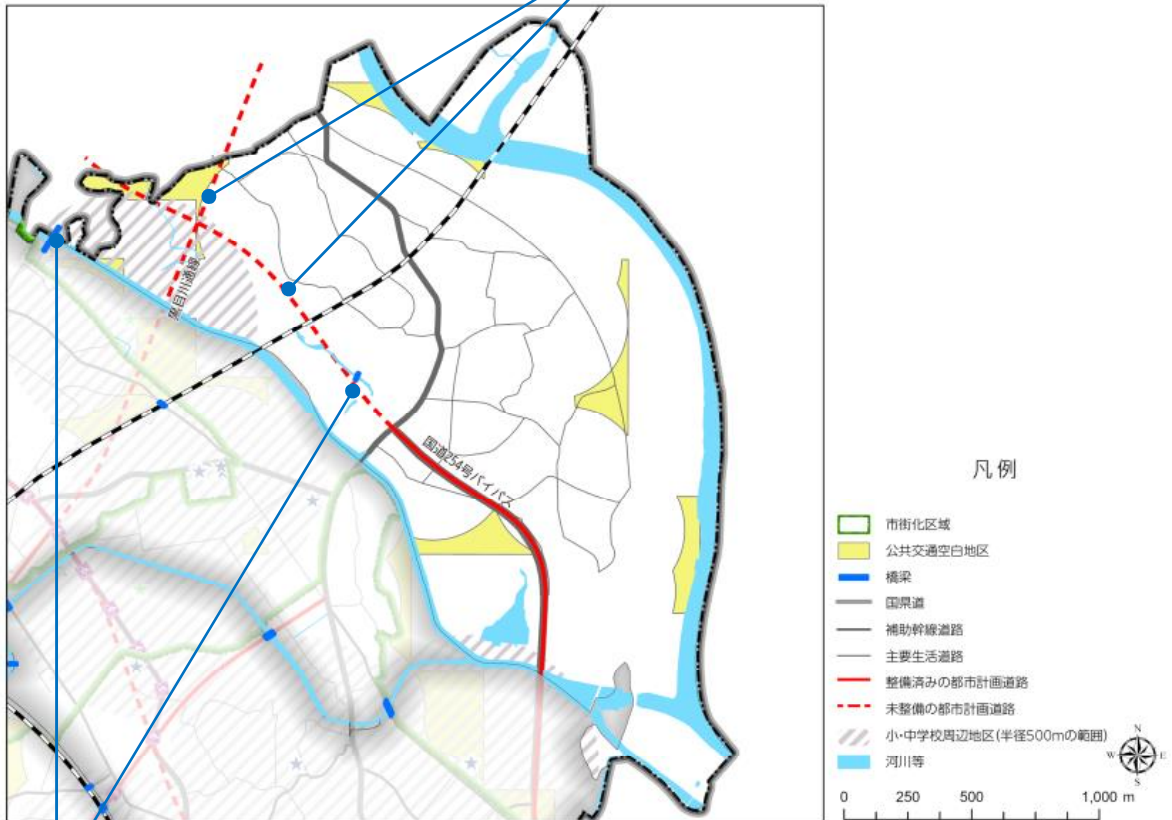 黒目川通線
国道254号バイパス
凡例
市街化区域
公共交通空白地区
橋梁
国県道
補助幹線道路
主要生活道路
整備済みの都市計画道路
未整備の都市計画道路
小・中学校周辺地区(半径500mの範囲)
河川等
N
W
E
S
0 250 500 1,000 m